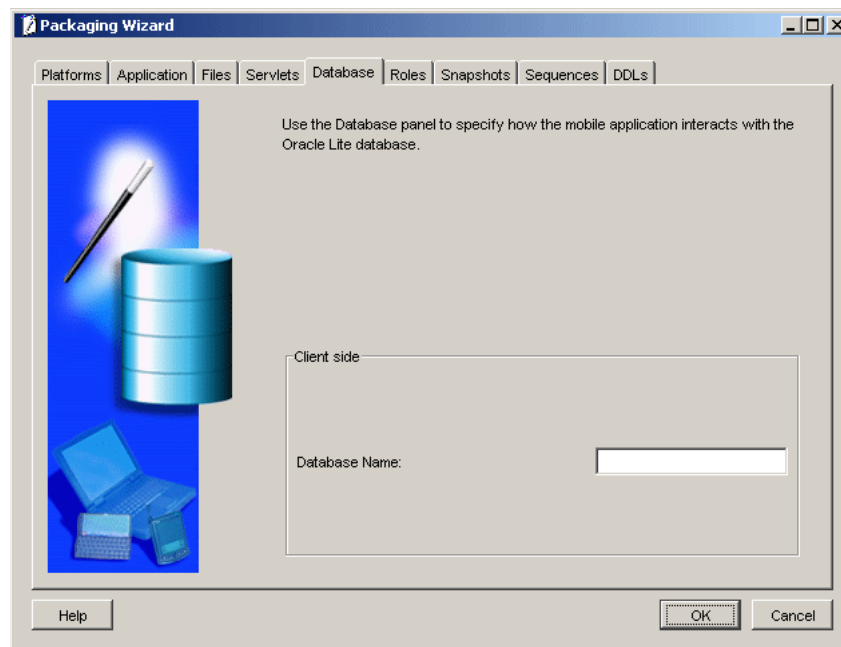 Packaging Wizard
Platforms Application Files Servlets Database Roles Snapshots Sequences DDLs
Use the Database panel to specify how the mobile application interacts with the
Oracle Lite database.
Client side
Database Name:
Help OK Cancel